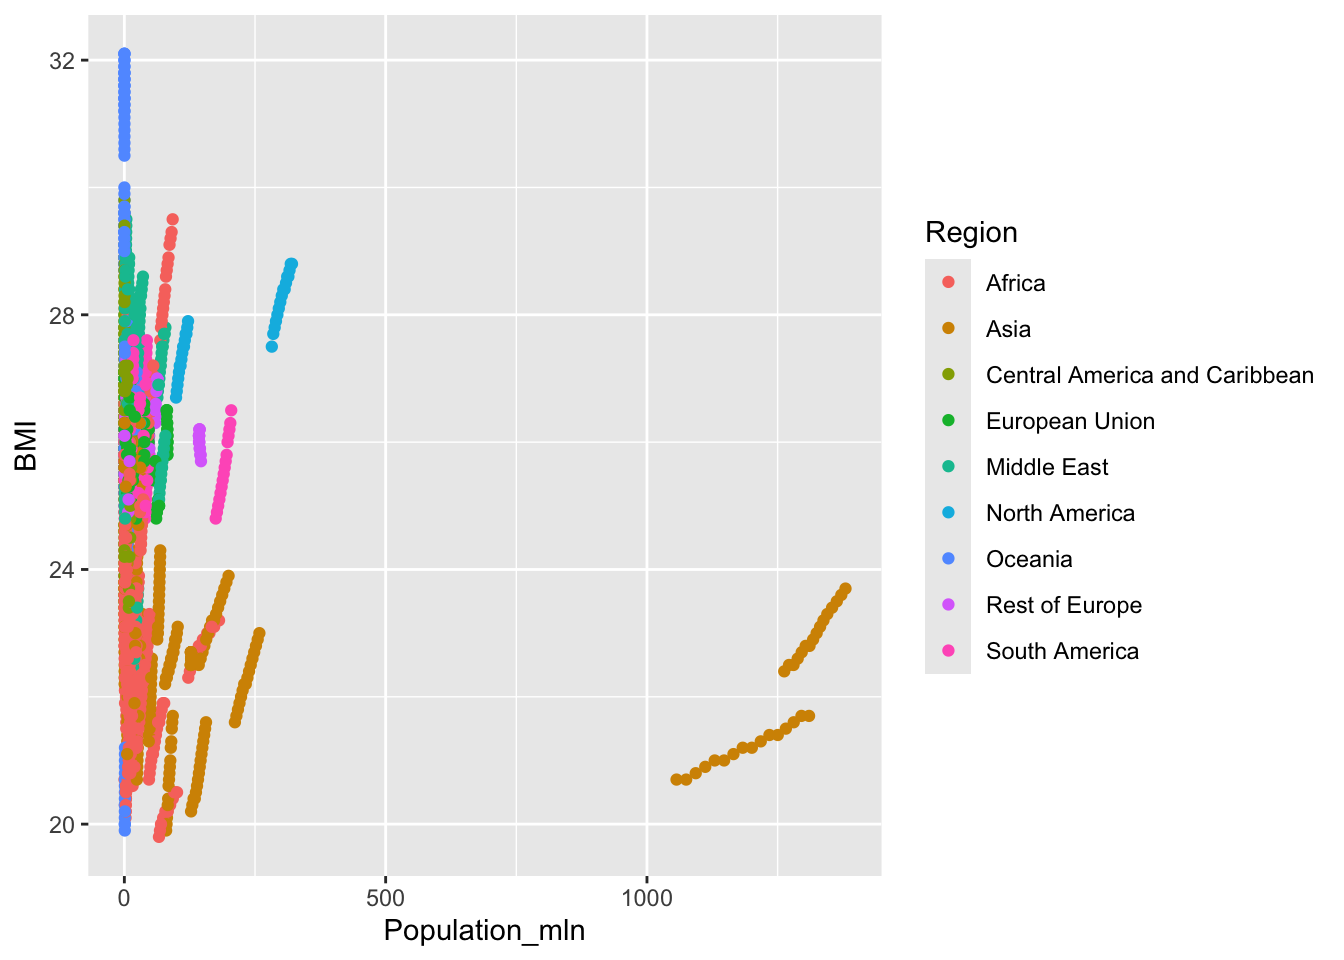 32
28
24
20
BMI
0
500
1000
Population_mln
Region
Africa
Asia
Central America and Caribbean
European Union
Middle East
North America
Oceania
Rest of Europe
South America